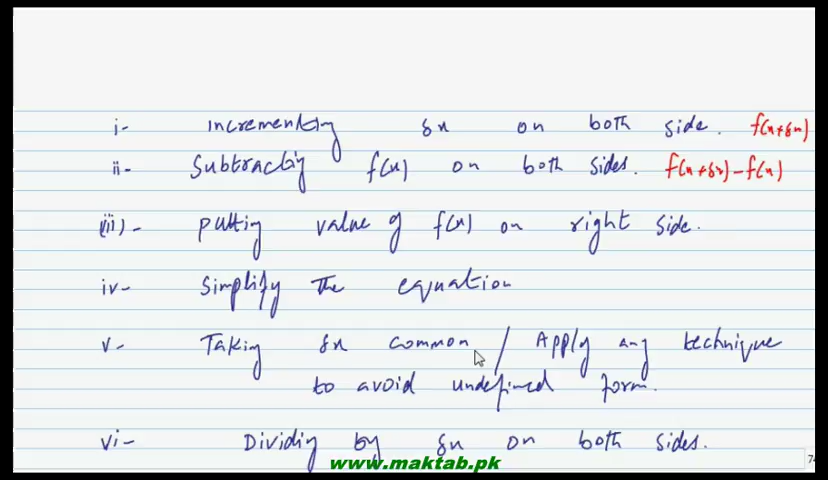 i- Incrementing δx on both side. f(x+δx)
ii- Subtracting f(x) on both sides. f(x+δx)-f(x)
(iii)- Putting value of f(x) on right side.
iv- Simplify the equation
v- Taking δx common / Apply any technique
to avoid undefined form.
vi- Dividing by δx on both sides.
www.maktab.pk